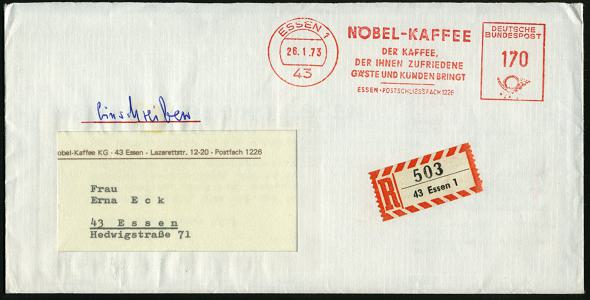 ESSEN 1
26.1.73
43
NOBEL-KAFFEE
DER KAFFEE,
DER IHNEN ZUFRIEDENE
GÄSTE UND KUNDEN BRINGT
ESSEN·POSTSCHLIESSFACH 1226
DEUTSCHE
BUNDESPOST
170
Einschreiben
obel-Kaffee KG · 43 Essen · Lazarettstr. 12-20 · Postfach 1226
Frau
Erna Eck
43 Essen
Hedwigstraße 71
R
503
43 Essen 1